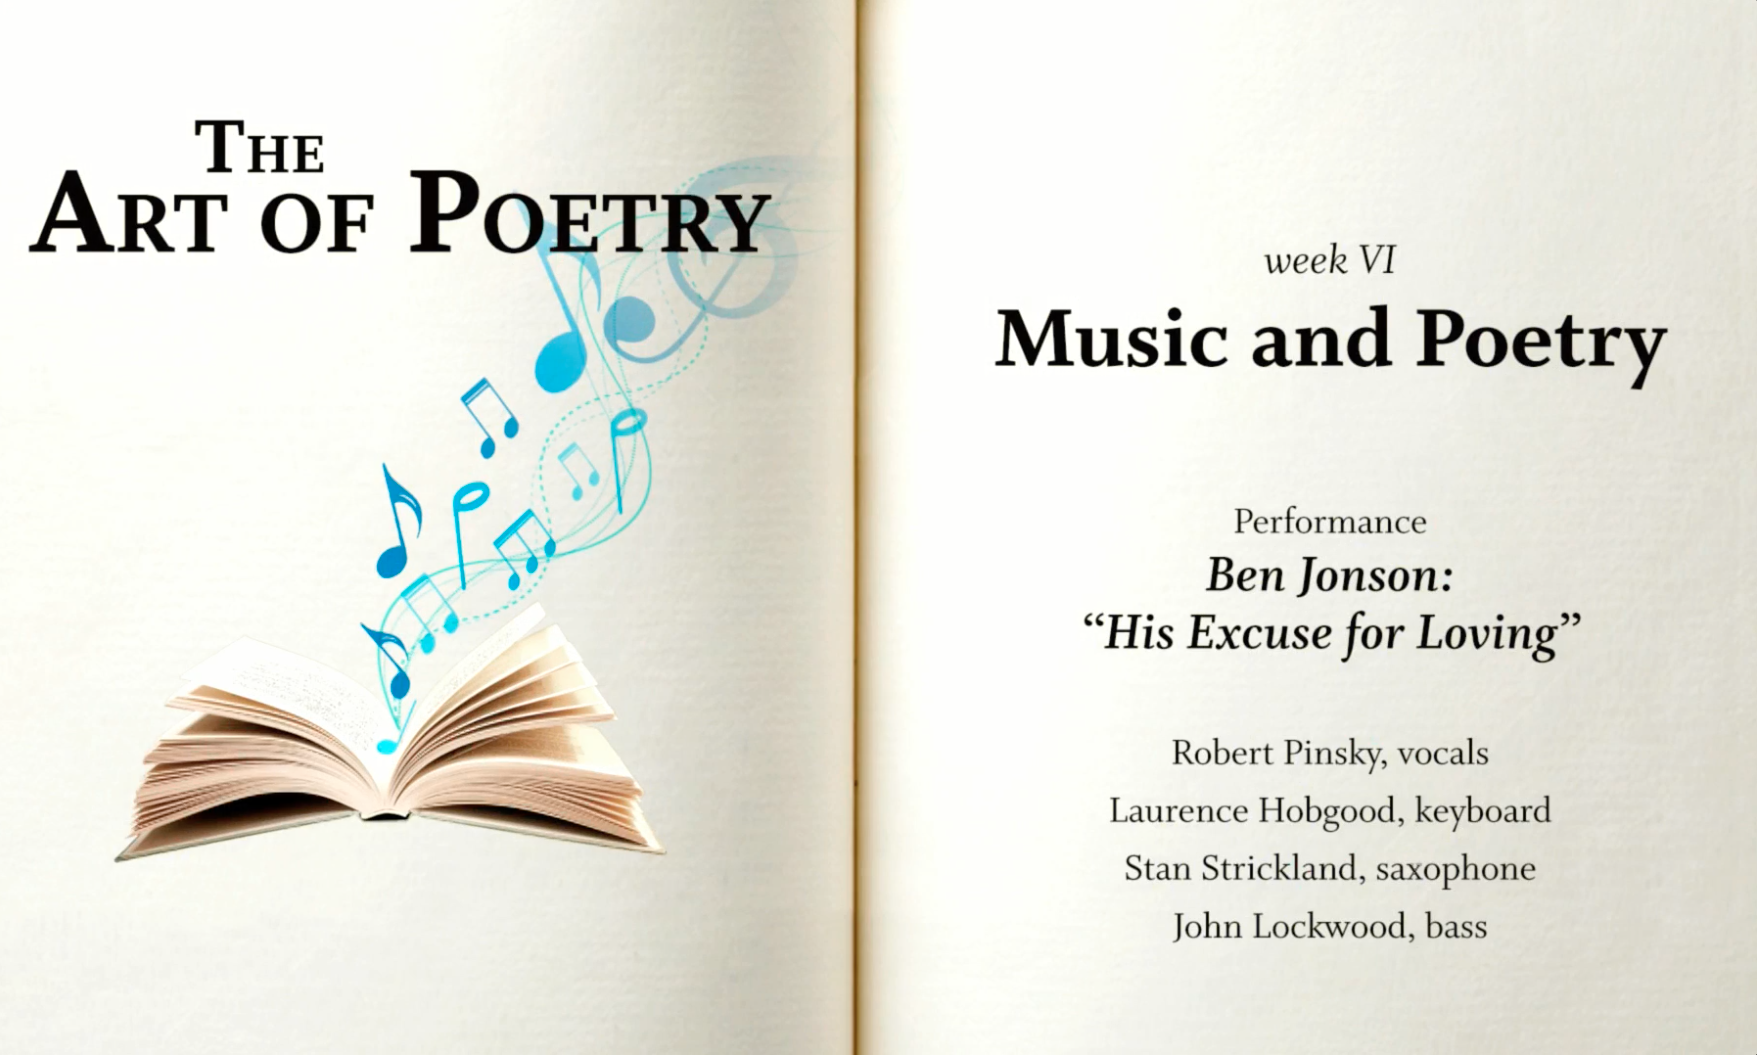 The
Art of Poetry
week VI
Music and Poetry
Performance
Ben Jonson:
“His Excuse for Loving”
Robert Pinsky, vocals
Laurence Hobgood, keyboard
Stan Strickland, saxophone
John Lockwood, bass